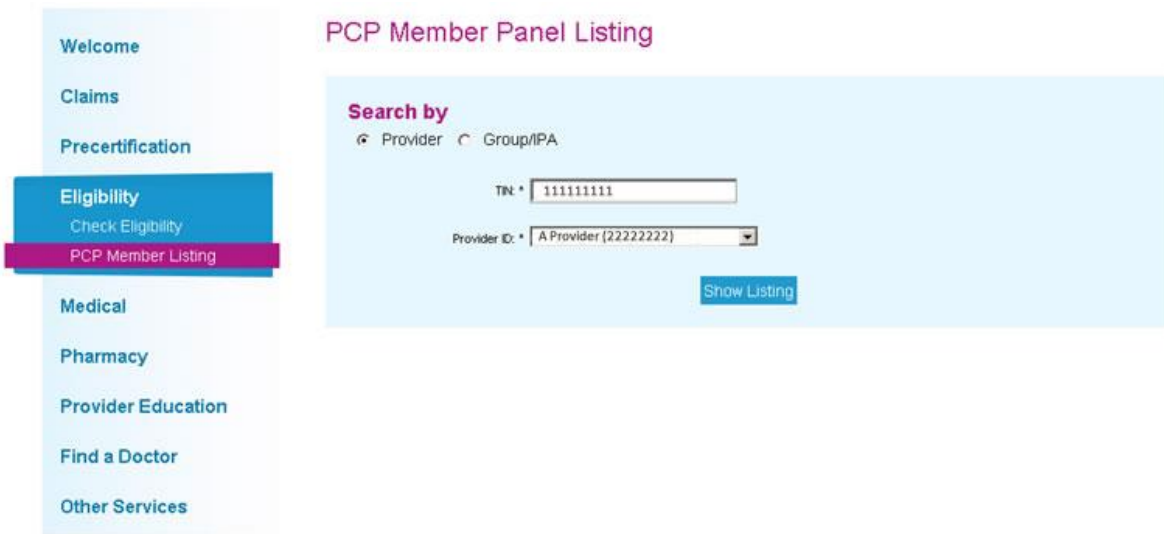 Welcome
Claims
Precertification
Eligibility
Check Eligibility
PCP Member Listing
Medical
Pharmacy
Provider Education
Find a Doctor
Other Services
PCP Member Panel Listing
Search by
Provider Group/IPA
TIN: * 111111111
Provider ID: * A Provider (22222222)
Show Listing